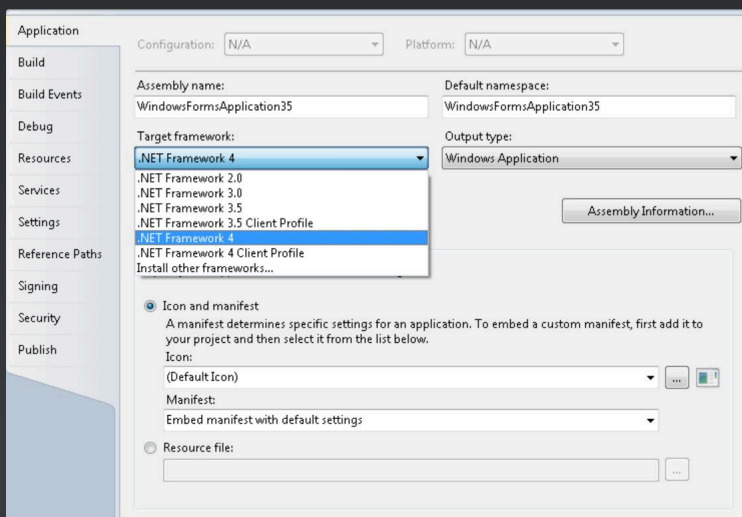 Application
Build
Build Events
Debug
Resources
Services
Settings
Reference Paths
Signing
Security
Publish
Configuration: N/A Platform: N/A
Assembly name: Default namespace:
WindowsFormsApplication35 WindowsFormsApplication35
Target framework: Output type:
.NET Framework 4 Windows Application
.NET Framework 2.0
.NET Framework 3.0
.NET Framework 3.5
.NET Framework 3.5 Client Profile
.NET Framework 4
.NET Framework 4 Client Profile
Install other frameworks...
Assembly Information...
Icon and manifest
A manifest determines specific settings for an application. To embed a custom manifest, first add it to
your project and then select it from the list below.
Icon:
(Default Icon) ...
Manifest:
Embed manifest with default settings
Resource file:
...